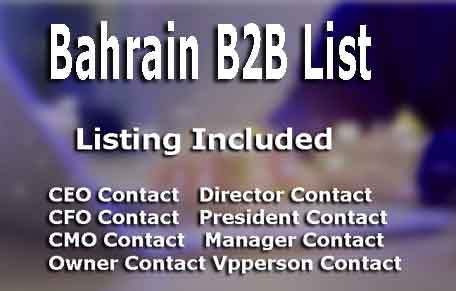 Bahrain B2B List
Listing Included
CEO Contact Director Contact
CFO Contact President Contact
CMO Contact Manager Contact
Owner Contact Vpperson Contact